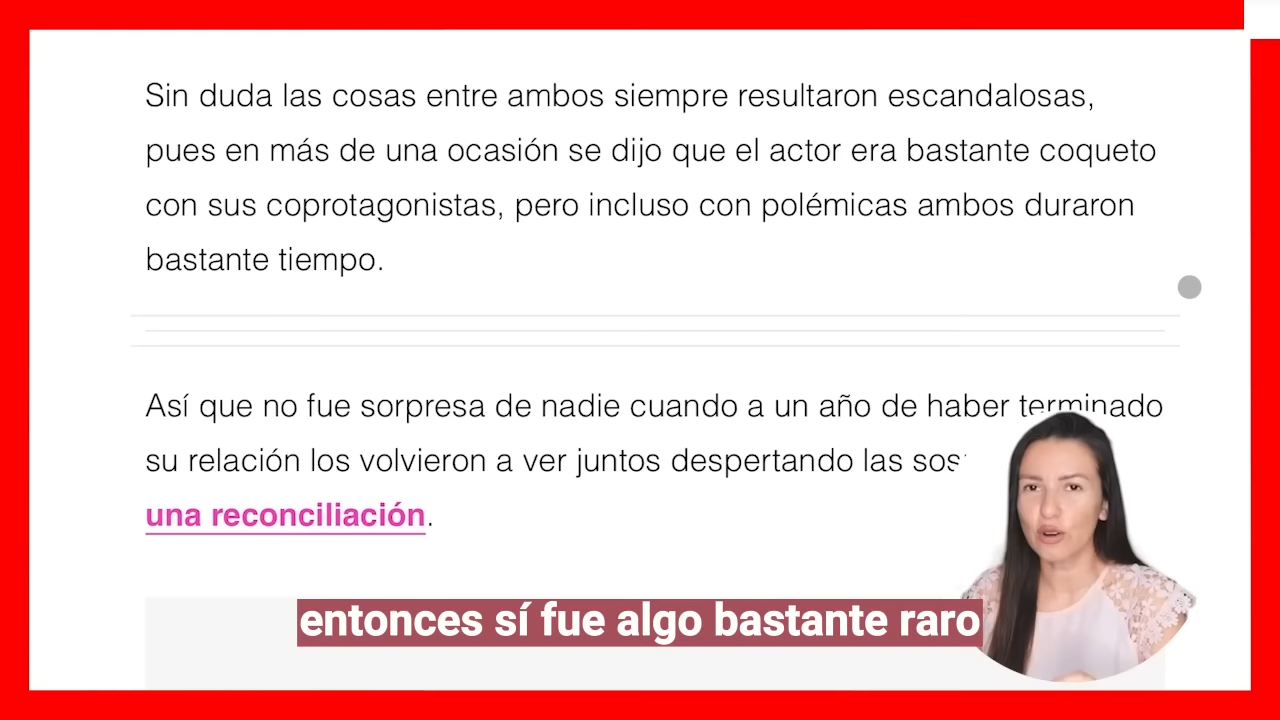 Sin duda las cosas entre ambos siempre resultaron escandalosas,
pues en más de una ocasión se dijo que el actor era bastante coqueto
con sus coprotagonistas, pero incluso con polémicas ambos duraron
bastante tiempo.
Así que no fue sorpresa de nadie cuando a un año de haber terminado
su relación los volvieron a ver juntos despertando las
una reconciliación.
entonces sí fue algo bastante raro